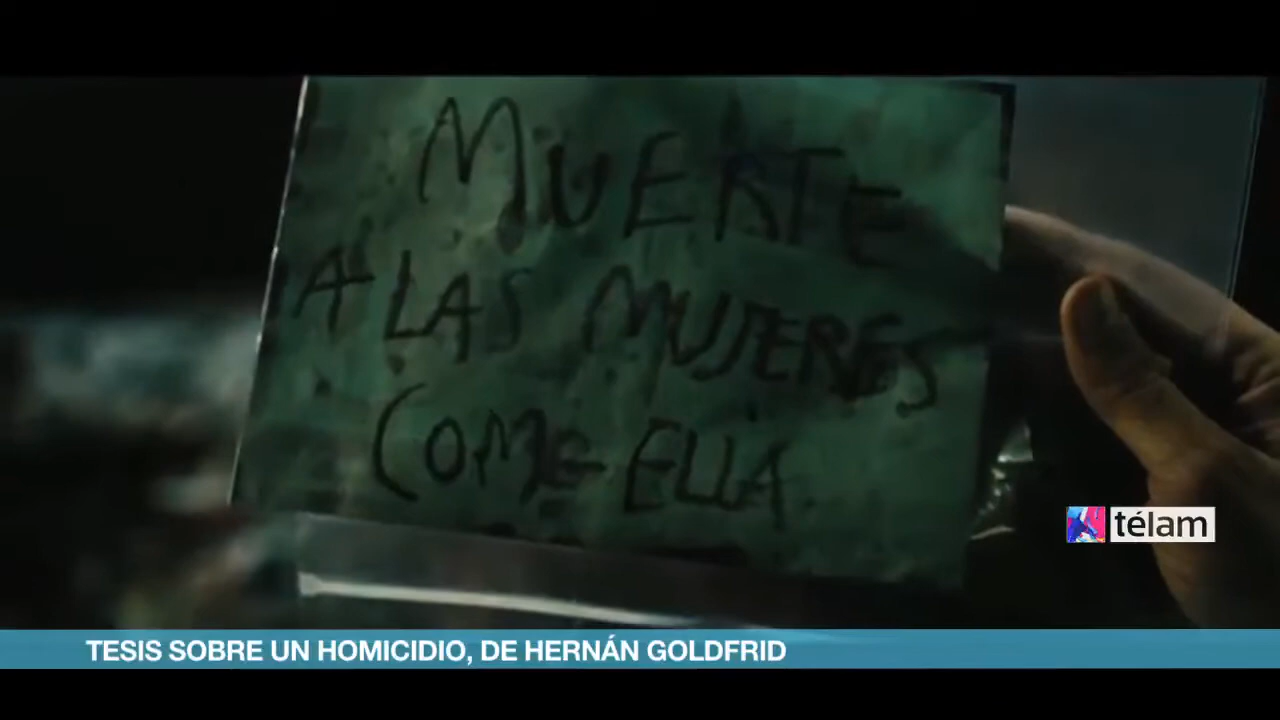 MUERTE
A LAS MUJERES
COMO ELLA
télam
TESIS SOBRE UN HOMICIDIO, DE HERNÁN GOLDFRID